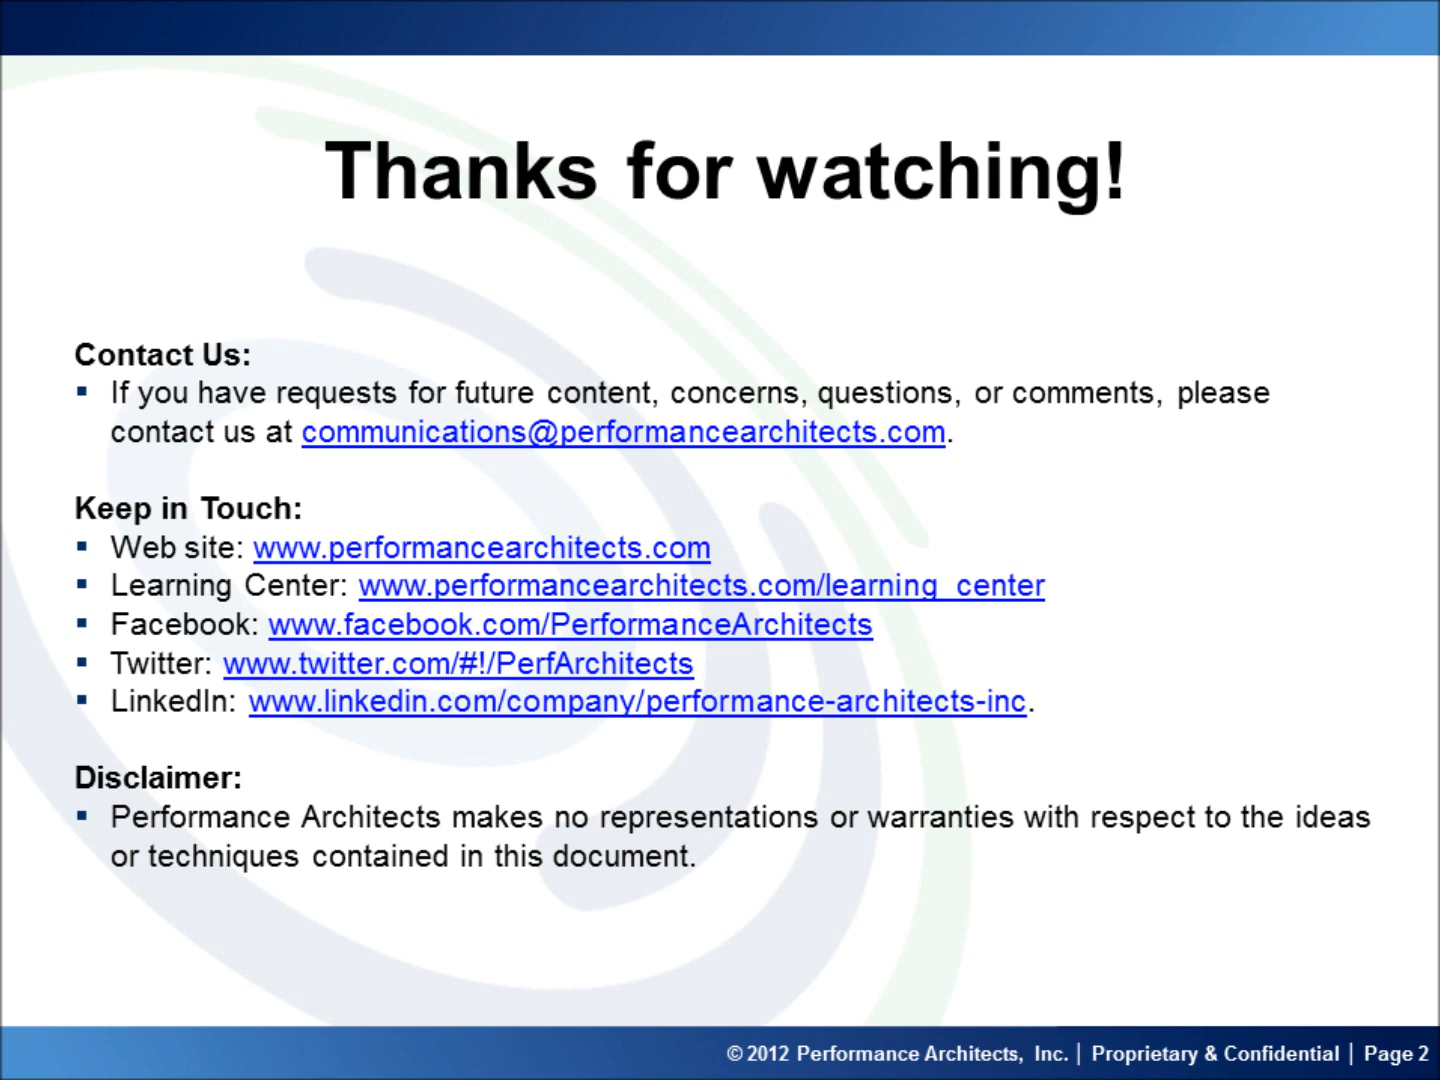 Thanks for watching!
Contact Us:
▪ If you have requests for future content, concerns, questions, or comments, please
contact us at communications@performancearchitects.com.
Keep in Touch:
▪ Web site: www.performancearchitects.com
▪ Learning Center: www.performancearchitects.com/learning_center
▪ Facebook: www.facebook.com/PerformanceArchitects
▪ Twitter: www.twitter.com/#!/PerfArchitects
▪ LinkedIn: www.linkedin.com/company/performance-architects-inc.
Disclaimer:
▪ Performance Architects makes no representations or warranties with respect to the ideas
or techniques contained in this document.
© 2012 Performance Architects, Inc. | Proprietary & Confidential | Page 2